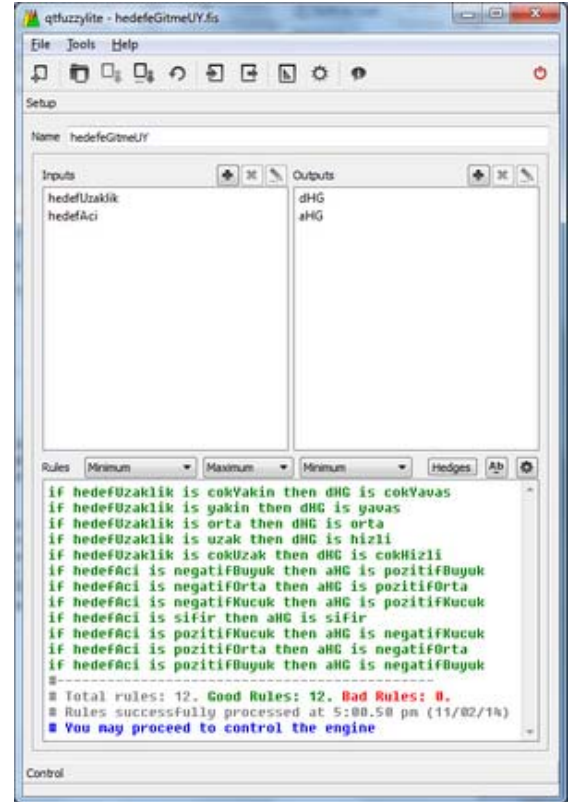 qtfuzzylite - hedefeGitmeUY.fis
File Tools Help
Setup
Name hedefeGitmeUY
Inputs Outputs
hedefUzaklik dHG
hedefAci aHG
Rules Minimum Maximum Minimum Hedges Ab
if hedefUzaklik is cokYakin then dHG is cokYavas
if hedefUzaklik is yakin then dHG is yavas
if hedefUzaklik is orta then dHG is orta
if hedefUzaklik is uzak then dHG is hizli
if hedefUzaklik is cokUzak then dHG is cokHizli
if hedefAci is negatifBuyuk then aHG is pozitifBuyuk
if hedefAci is negatifOrta then aHG is pozitifOrta
if hedefAci is negatifKucuk then aHG is pozitifKucuk
if hedefAci is sifir then aHG is sifir
if hedefAci is pozitifKucuk then aHG is negatifKucuk
if hedefAci is pozitifOrta then aHG is negatifOrta
if hedefAci is pozitifBuyuk then aHG is negatifBuyuk
#----------------------------------------
# Total rules: 12. Good Rules: 12. Bad Rules: 0.
# Rules successfully processed at 5:00.50 pm (11/02/14)
# You may proceed to control the engine
Control